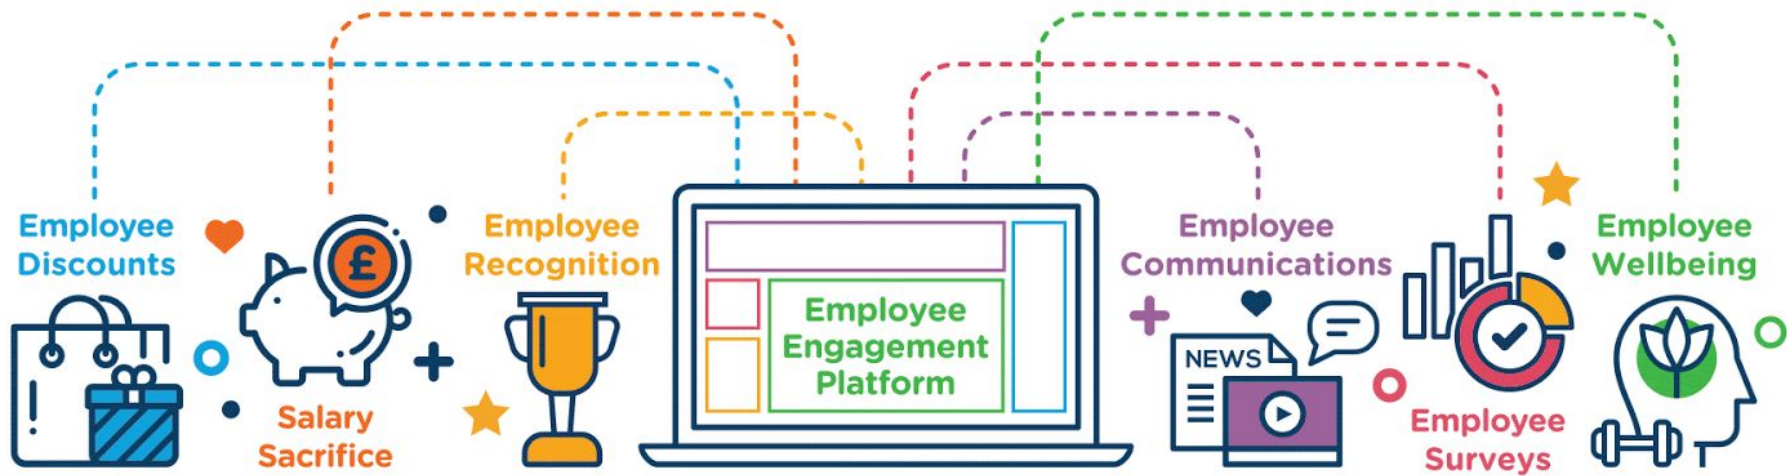 Employee
Discounts
£
Salary
Sacrifice
Employee
Recognition
Employee
Engagement
Platform
Employee
Communications
NEWS
Employee
Surveys
Employee
Wellbeing